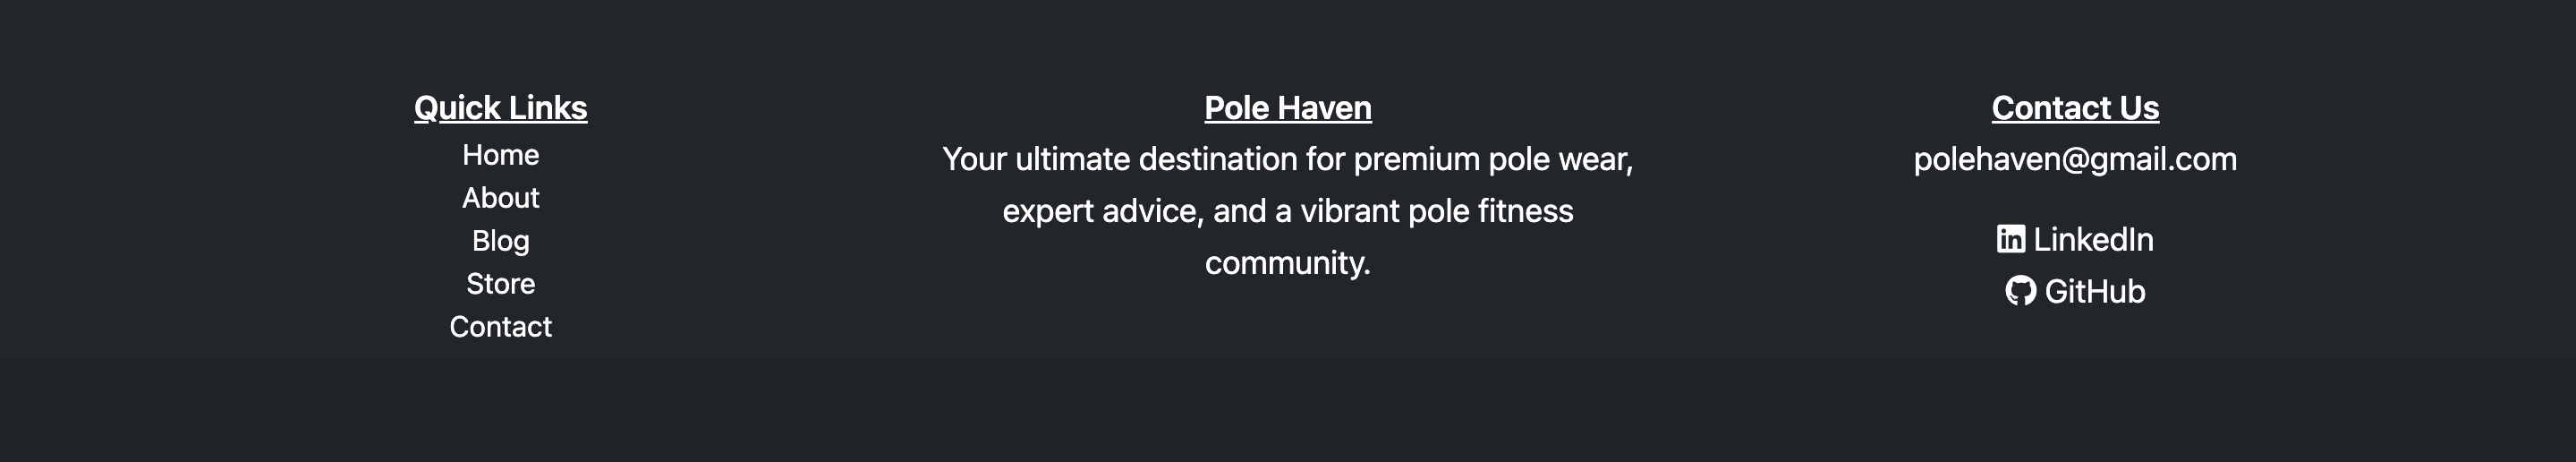 Quick Links
Home
About
Blog
Store
Contact
Pole Haven
Your ultimate destination for premium pole wear,
expert advice, and a vibrant pole fitness
community.
Contact Us
polehaven@gmail.com
LinkedIn
GitHub